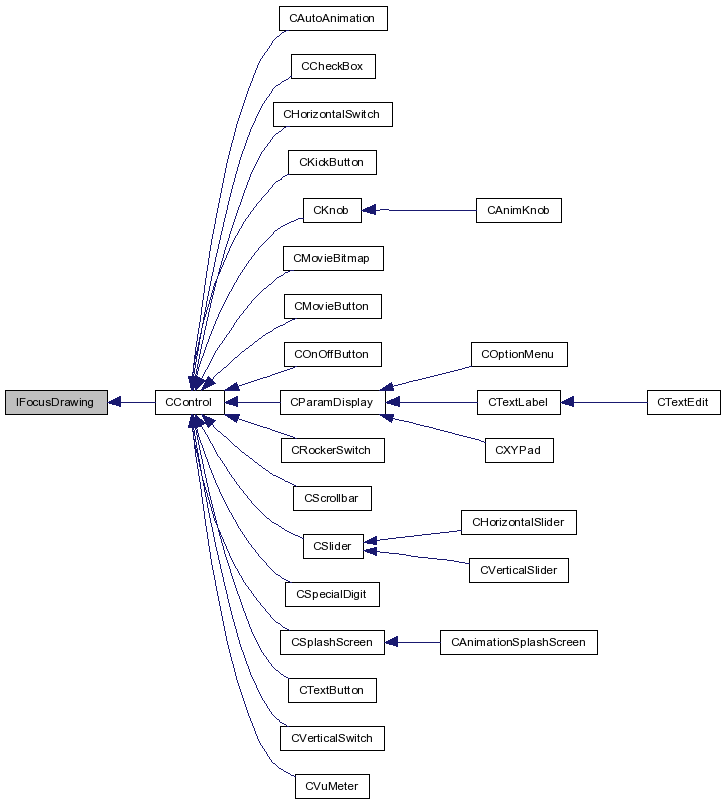 CAutoAnimation
CCheckBox
CHorizontalSwitch
CKickButton
CKnob
CAnimKnob
CMovieBitmap
CMovieButton
COnOffButton
COptionMenu
IFocusDrawing
CControl
CParamDisplay
CTextLabel
CTextEdit
CRockerSwitch
CXYPad
CScrollbar
CHorizontalSlider
CSlider
CVerticalSlider
CSpecialDigit
CSplashScreen
CAnimationSplashScreen
CTextButton
CVerticalSwitch
CVuMeter